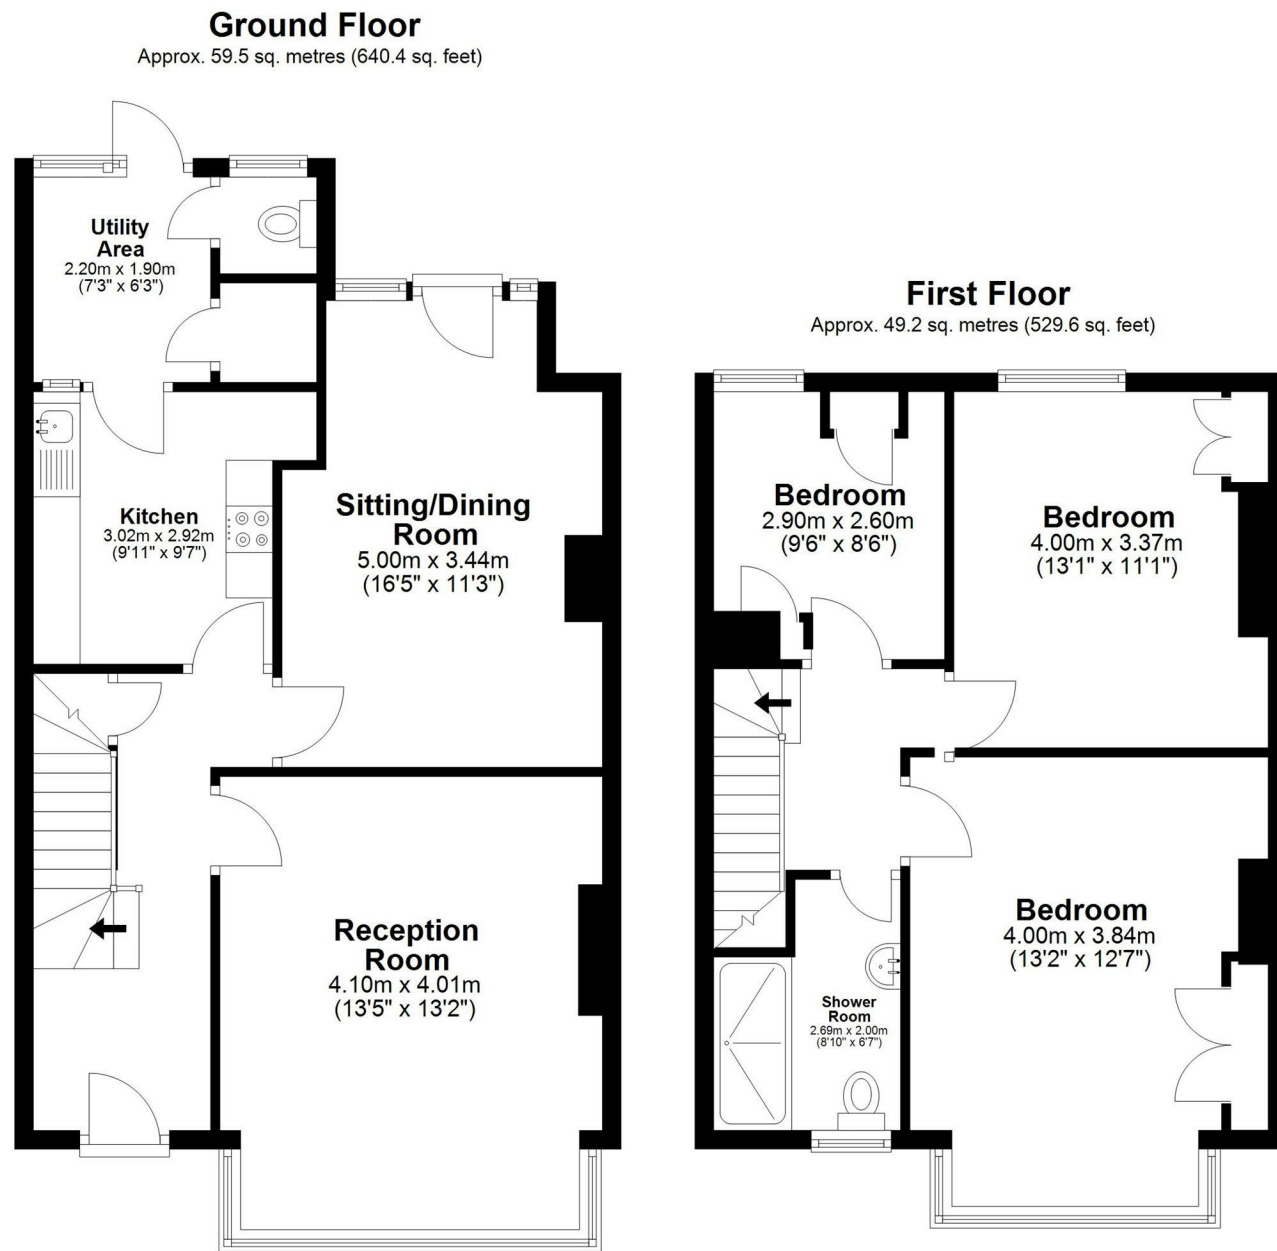 Ground Floor
Approx. 59.5 sq. metres (640.4 sq. feet)
Utility
Area
2.20m x 1.90m
(7'3" x 6'3")
Kitchen
3.02m x 2.92m
(9'11" x 9'7")
Sitting/Dining
Room
5.00m x 3.44m
(16'5" x 11'3")
Reception
Room
4.10m x 4.01m
(13'5" x 13'2")
First Floor
Approx. 49.2 sq. metres (529.6 sq. feet)
Bedroom
2.90m x 2.60m
(9'6" x 8'6")
Bedroom
4.00m x 3.37m
(13'1" x 11'1")
Bedroom
4.00m x 3.84m
(13'2" x 12'7")
Shower
Room
2.69m x 2.00m
(8'10" x 6'7")